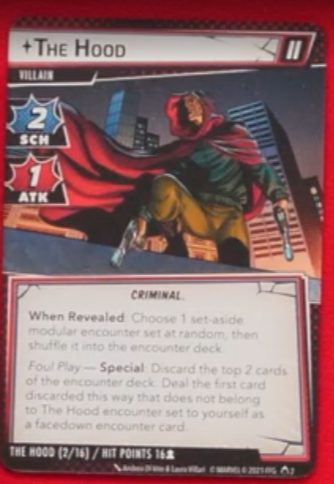 The Hood
II
VILLAIN
2
SCH
1
ATK
CRIMINAL.
When Revealed: Choose 1 set-aside
modular encounter set at random, then
shuffle it into the encounter deck.
Foul Play — Special: Discard the top 2 cards
of the encounter deck. Deal the first card
discarded this way that does not belong
to The Hood encounter set to yourself as
a facedown encounter card.
THE HOOD (2/16) / HIT POINTS 16
Andrea Di Vito & Laura Villari © MARVEL © 2021 FFG 2